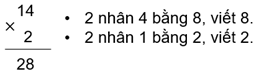 14
×
2
28
• 2 nhân 4 bằng 8, viết 8.
• 2 nhân 1 bằng 2, viết 2.